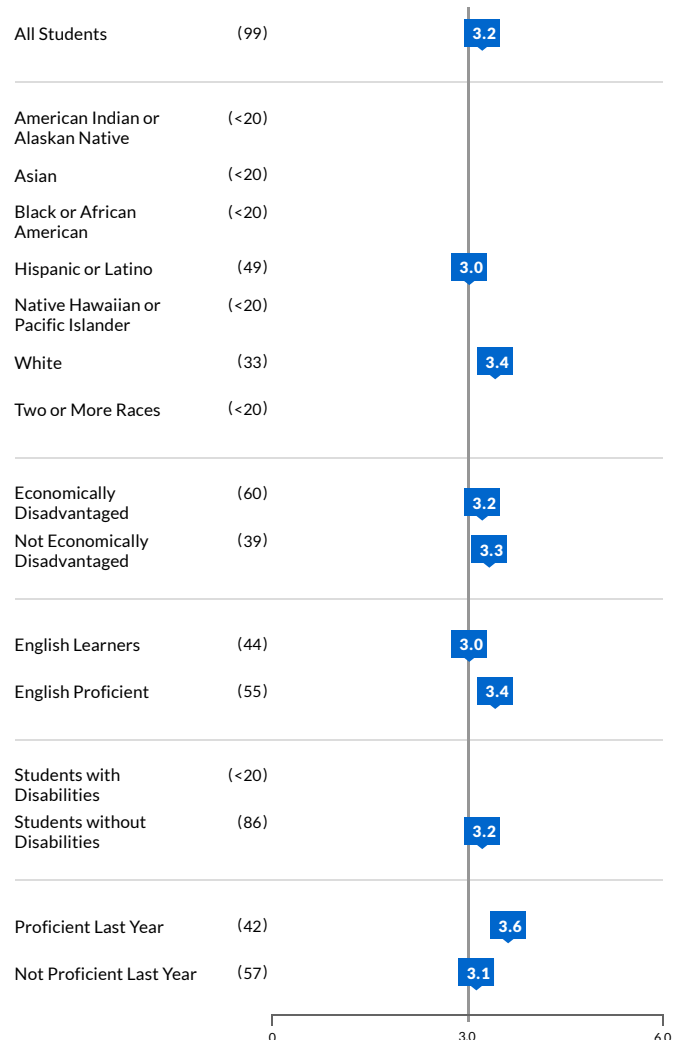 All Students (99) 3.2
American Indian or (<20)
Alaskan Native
Asian (<20)
Black or African (<20)
American
Hispanic or Latino (49) 3.0
Native Hawaiian or (<20)
Pacific Islander
White (33) 3.4
Two or More Races (<20)
Economically (60) 3.2
Disadvantaged
Not Economically (39) 3.3
Disadvantaged
English Learners (44) 3.0
English Proficient (55) 3.4
Students with (<20)
Disabilities
Students without (86) 3.2
Disabilities
Proficient Last Year (42) 3.6
Not Proficient Last Year (57) 3.1
0 3.0 6.0